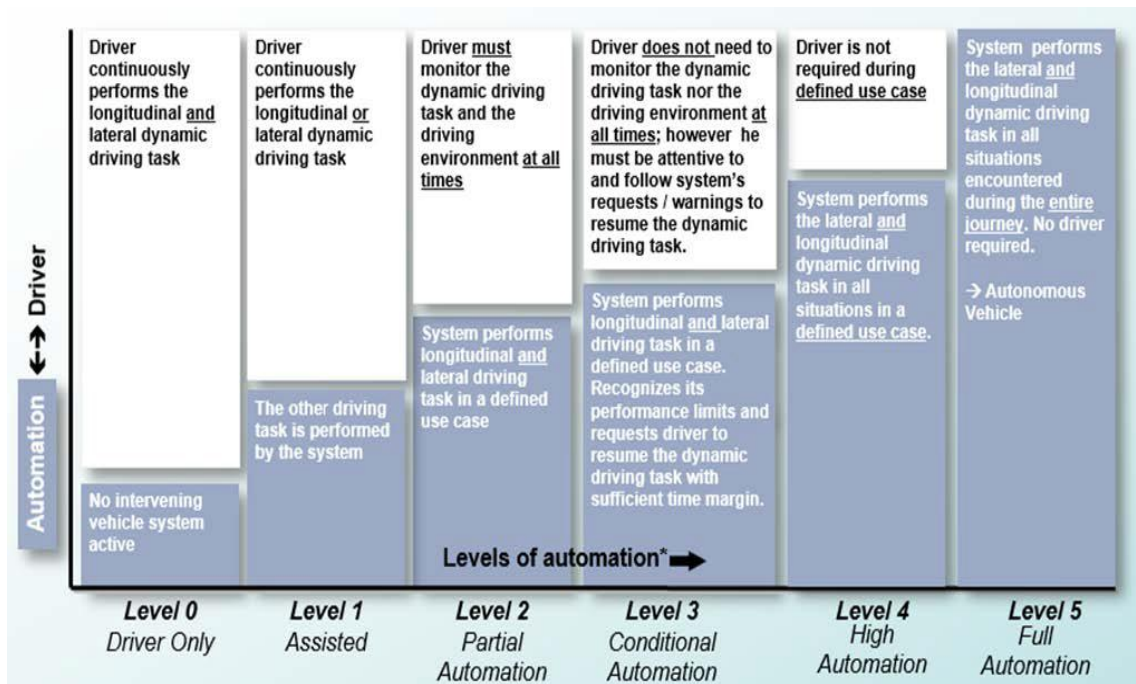 Driver
continuously
performs the
longitudinal and
lateral dynamic
driving task
Driver
continuously
performs the
longitudinal or
lateral dynamic
driving task
Driver must
monitor the
dynamic driving
task and the
driving
environment at all
times
Driver does not need to
monitor the dynamic
driving task nor the
driving environment at
all times; however he
must be attentive to
and follow system's
requests / warnings to
resume the dynamic
driving task.
Driver is not
required during
defined use case
System performs
the lateral and
longitudinal
dynamic driving
task in all
situations
encountered
during the entire
journey. No driver
required.
→ Autonomous
Vehicle
No intervening
vehicle system
active
The other driving
task is performed
by the system
System performs
longitudinal and
lateral driving
task in a defined
use case
System performs
longitudinal and lateral
driving task in a
defined use case.
Recognizes its
performance limits and
requests driver to
resume the dynamic
driving task with
sufficient time margin.
System performs
the lateral and
longitudinal
dynamic driving
task in all
situations in a
defined use case.
Automation ↔ Driver
Levels of automation* →
Level 0
Driver Only
Level 1
Assisted
Level 2
Partial
Automation
Level 3
Conditional
Automation
Level 4
High
Automation
Level 5
Full
Automation